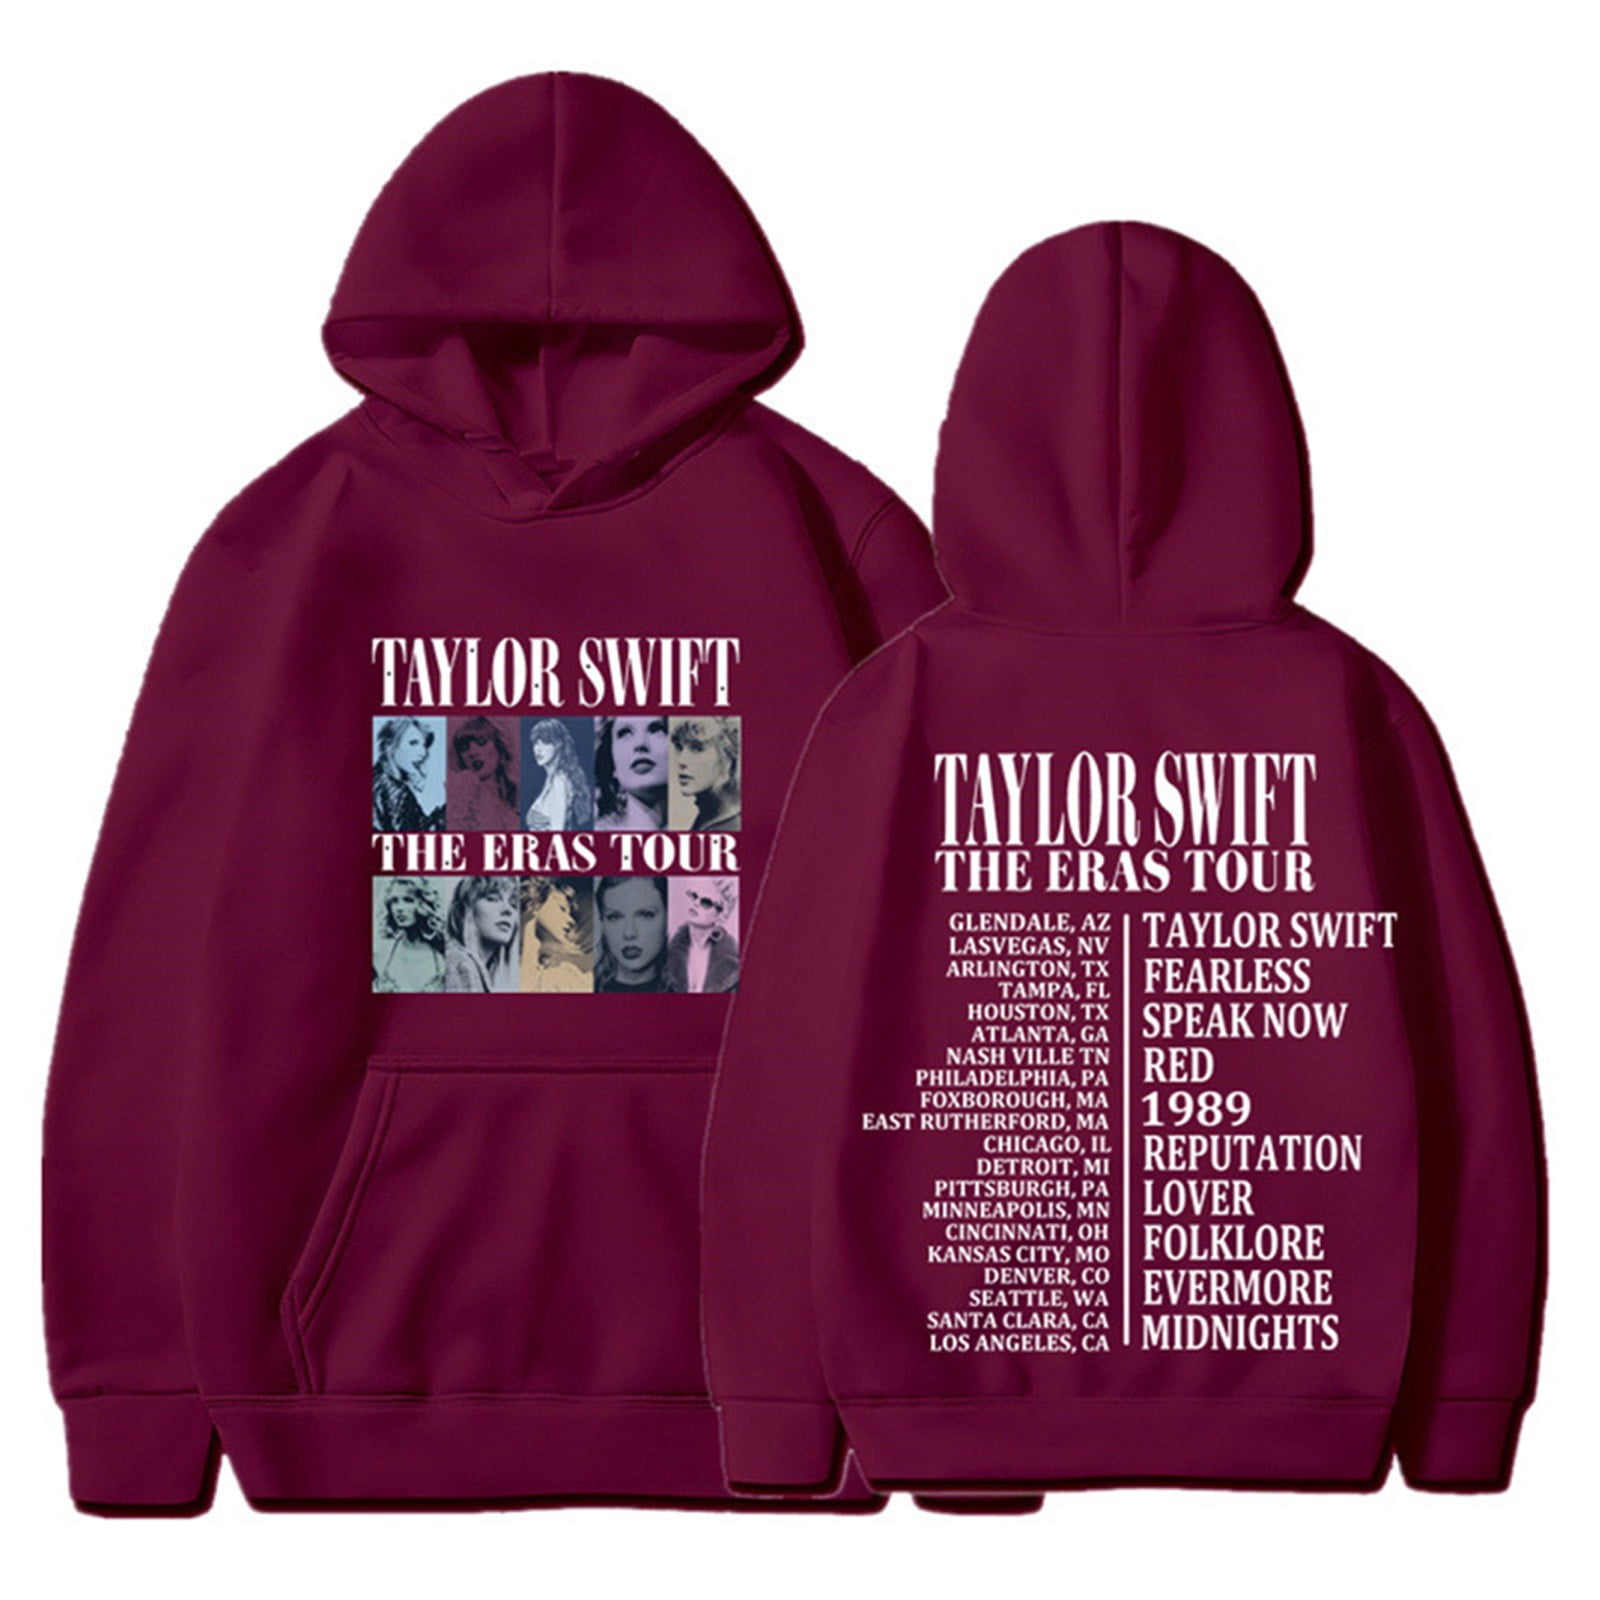 TAYLOR SWIFT
THE ERAS TOUR
TAYLOR SWIFT
THE ERAS TOUR
GLENDALE, AZ
LASVEGAS, NV
ARLINGTON, TX
TAMPA, FL
HOUSTON, TX
ATLANTA, GA
NASH VILLE TN
PHILADELPHIA, PA
FOXBOROUGH, MA
EAST RUTHERFORD, MA
CHICAGO, IL
DETROIT, MI
PITTSBURGH, PA
MINNEAPOLIS, MN
CINCINNATI, OH
KANSAS CITY, MO
DENVER, CO
SEATTLE, WA
SANTA CLARA, CA
LOS ANGELES, CA
TAYLOR SWIFT
FEARLESS
SPEAK NOW
RED
1989
REPUTATION
LOVER
FOLKLORE
EVERMORE
MIDNIGHTS